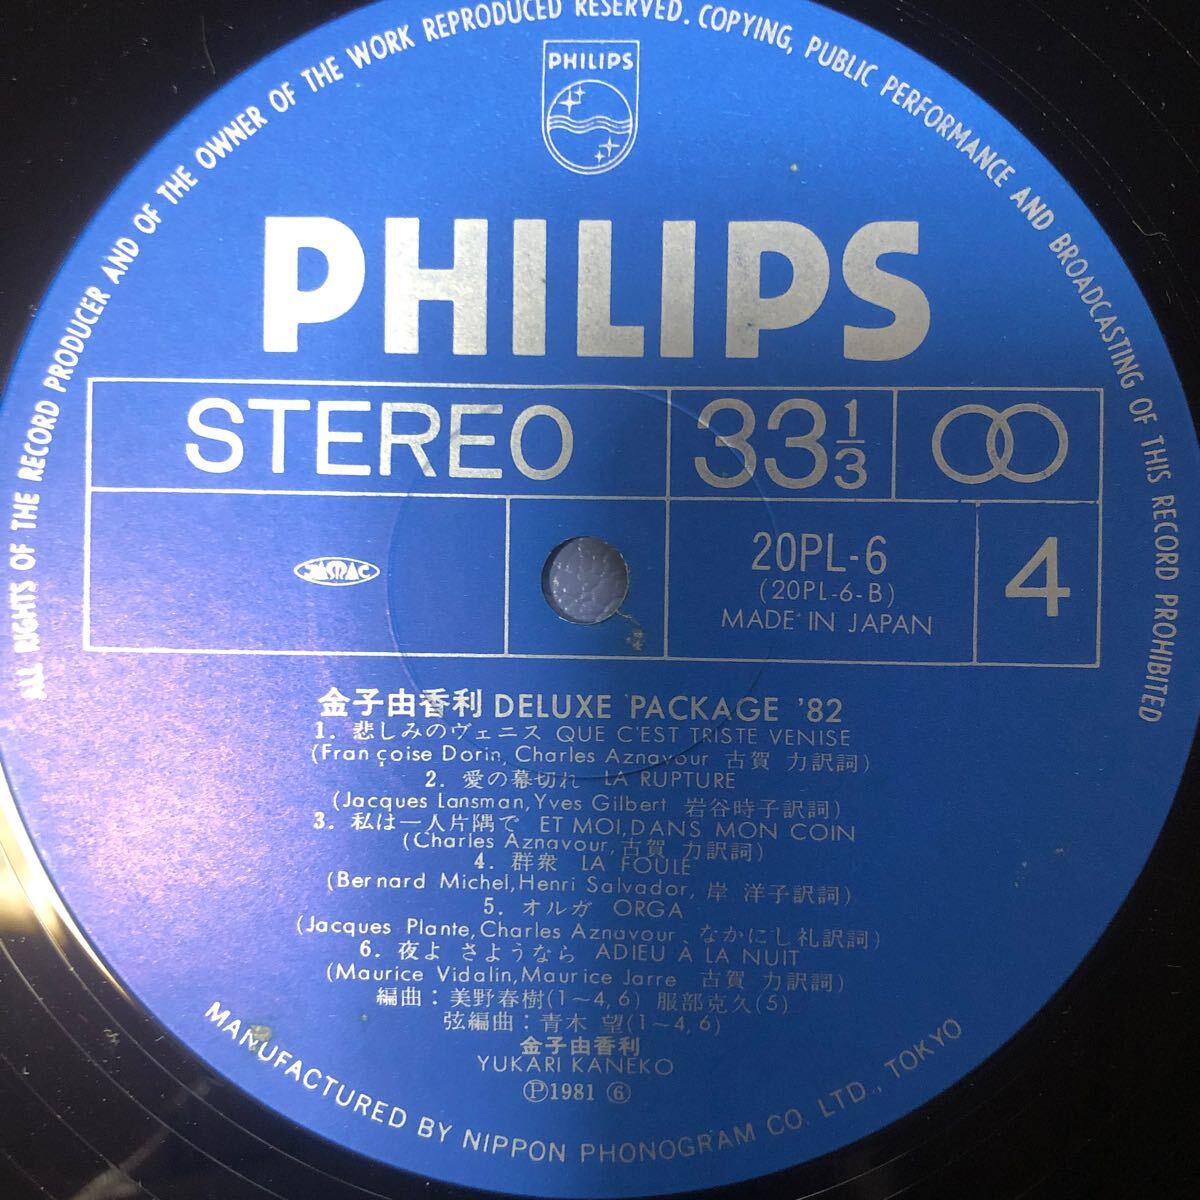 ALL RIGHTS OF THE RECORD PRODUCER AND OF THE OWNER OF THE WORK REPRODUCED RESERVED. COPYING, PUBLIC PERFORMANCE AND BROADCASTING OF THIS RECORD PROHIBITED
PHILIPS
PHILIPS
STEREO 33 1/3
JASRAC
20PL-6
(20PL-6-B)
MADE IN JAPAN
4
金子由香利 DELUXE PACKAGE '82
1. 悲しみのヴェニス QUE C'EST TRISTE VENISE
(Françoise Dorin, Charles Aznavour 古賀 力訳詞)
2. 愛の幕切れ LA RUPTURE
(Jacques Lansman,Yves Gilbert 岩谷時子訳詞)
3. 私は一人片隅で ET MOI,DANS MON COIN
(Charles Aznavour,古賀 力訳詞)
4. 群衆 LA FOULE
(Bernard Michel,Henri Salvador, 岸 洋子訳詞)
5. オルガ ORGA
(Jacques Plante,Charles Aznavour、なかにし礼訳詞)
6. 夜よ さようなら ADIEU A LA NUIT
(Maurice Vidalin,Maurice Jarre 古賀 力訳詞)
編曲：美野春樹(1～4,6) 服部克久(5)
弦編曲：青木 望(1～4,6)
金子由香利
YUKARI KANEKO
Ⓟ1981 ⑥
MANUFACTURED BY NIPPON PHONOGRAM CO. LTD., TOKYO